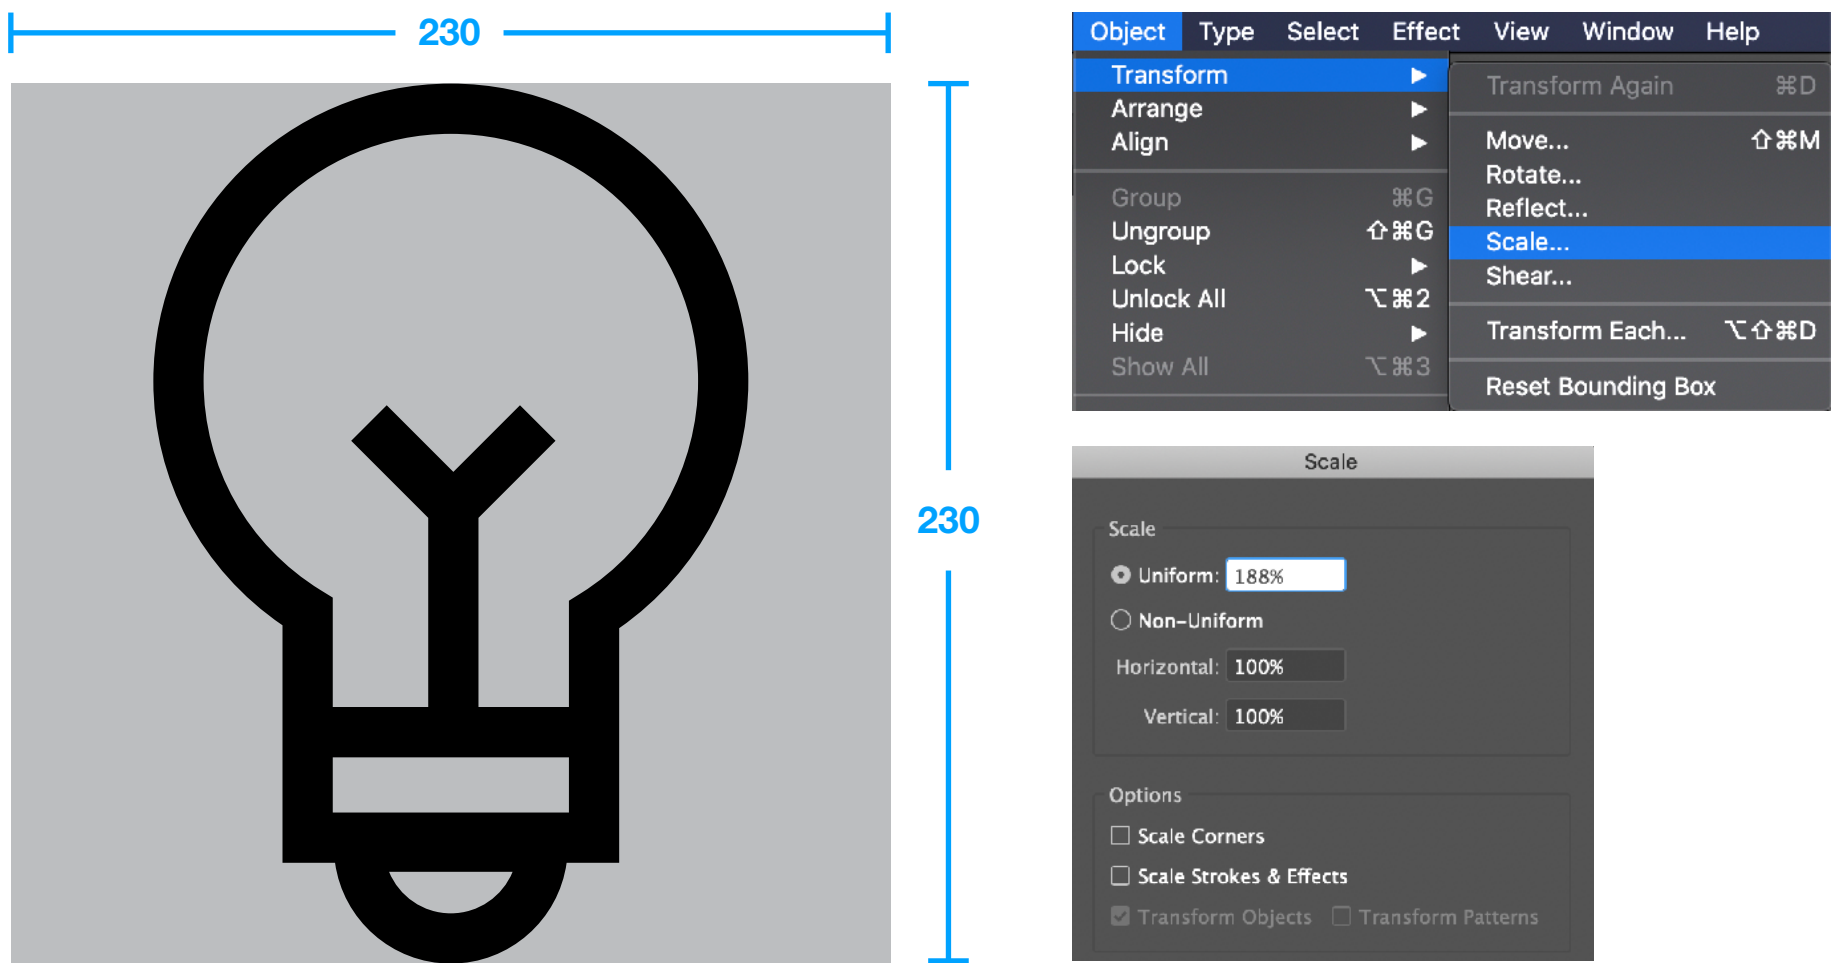 230
230
Object Type Select Effect View Window Help
Transform ▶
Arrange ▶
Align ▶
Group ⌘G
Ungroup ⇧⌘G
Lock ▶
Unlock All ⌥⌘2
Hide ▶
Show All ⌥⌘3
Transform Again ⌘D
Move... ⇧⌘M
Rotate...
Reflect...
Scale...
Shear...
Transform Each... ⌥⇧⌘D
Reset Bounding Box
Scale
Scale
Uniform: 188%
Non-Uniform
Horizontal: 100%
Vertical: 100%
Options
Scale Corners
Scale Strokes & Effects
Transform Objects Transform Patterns